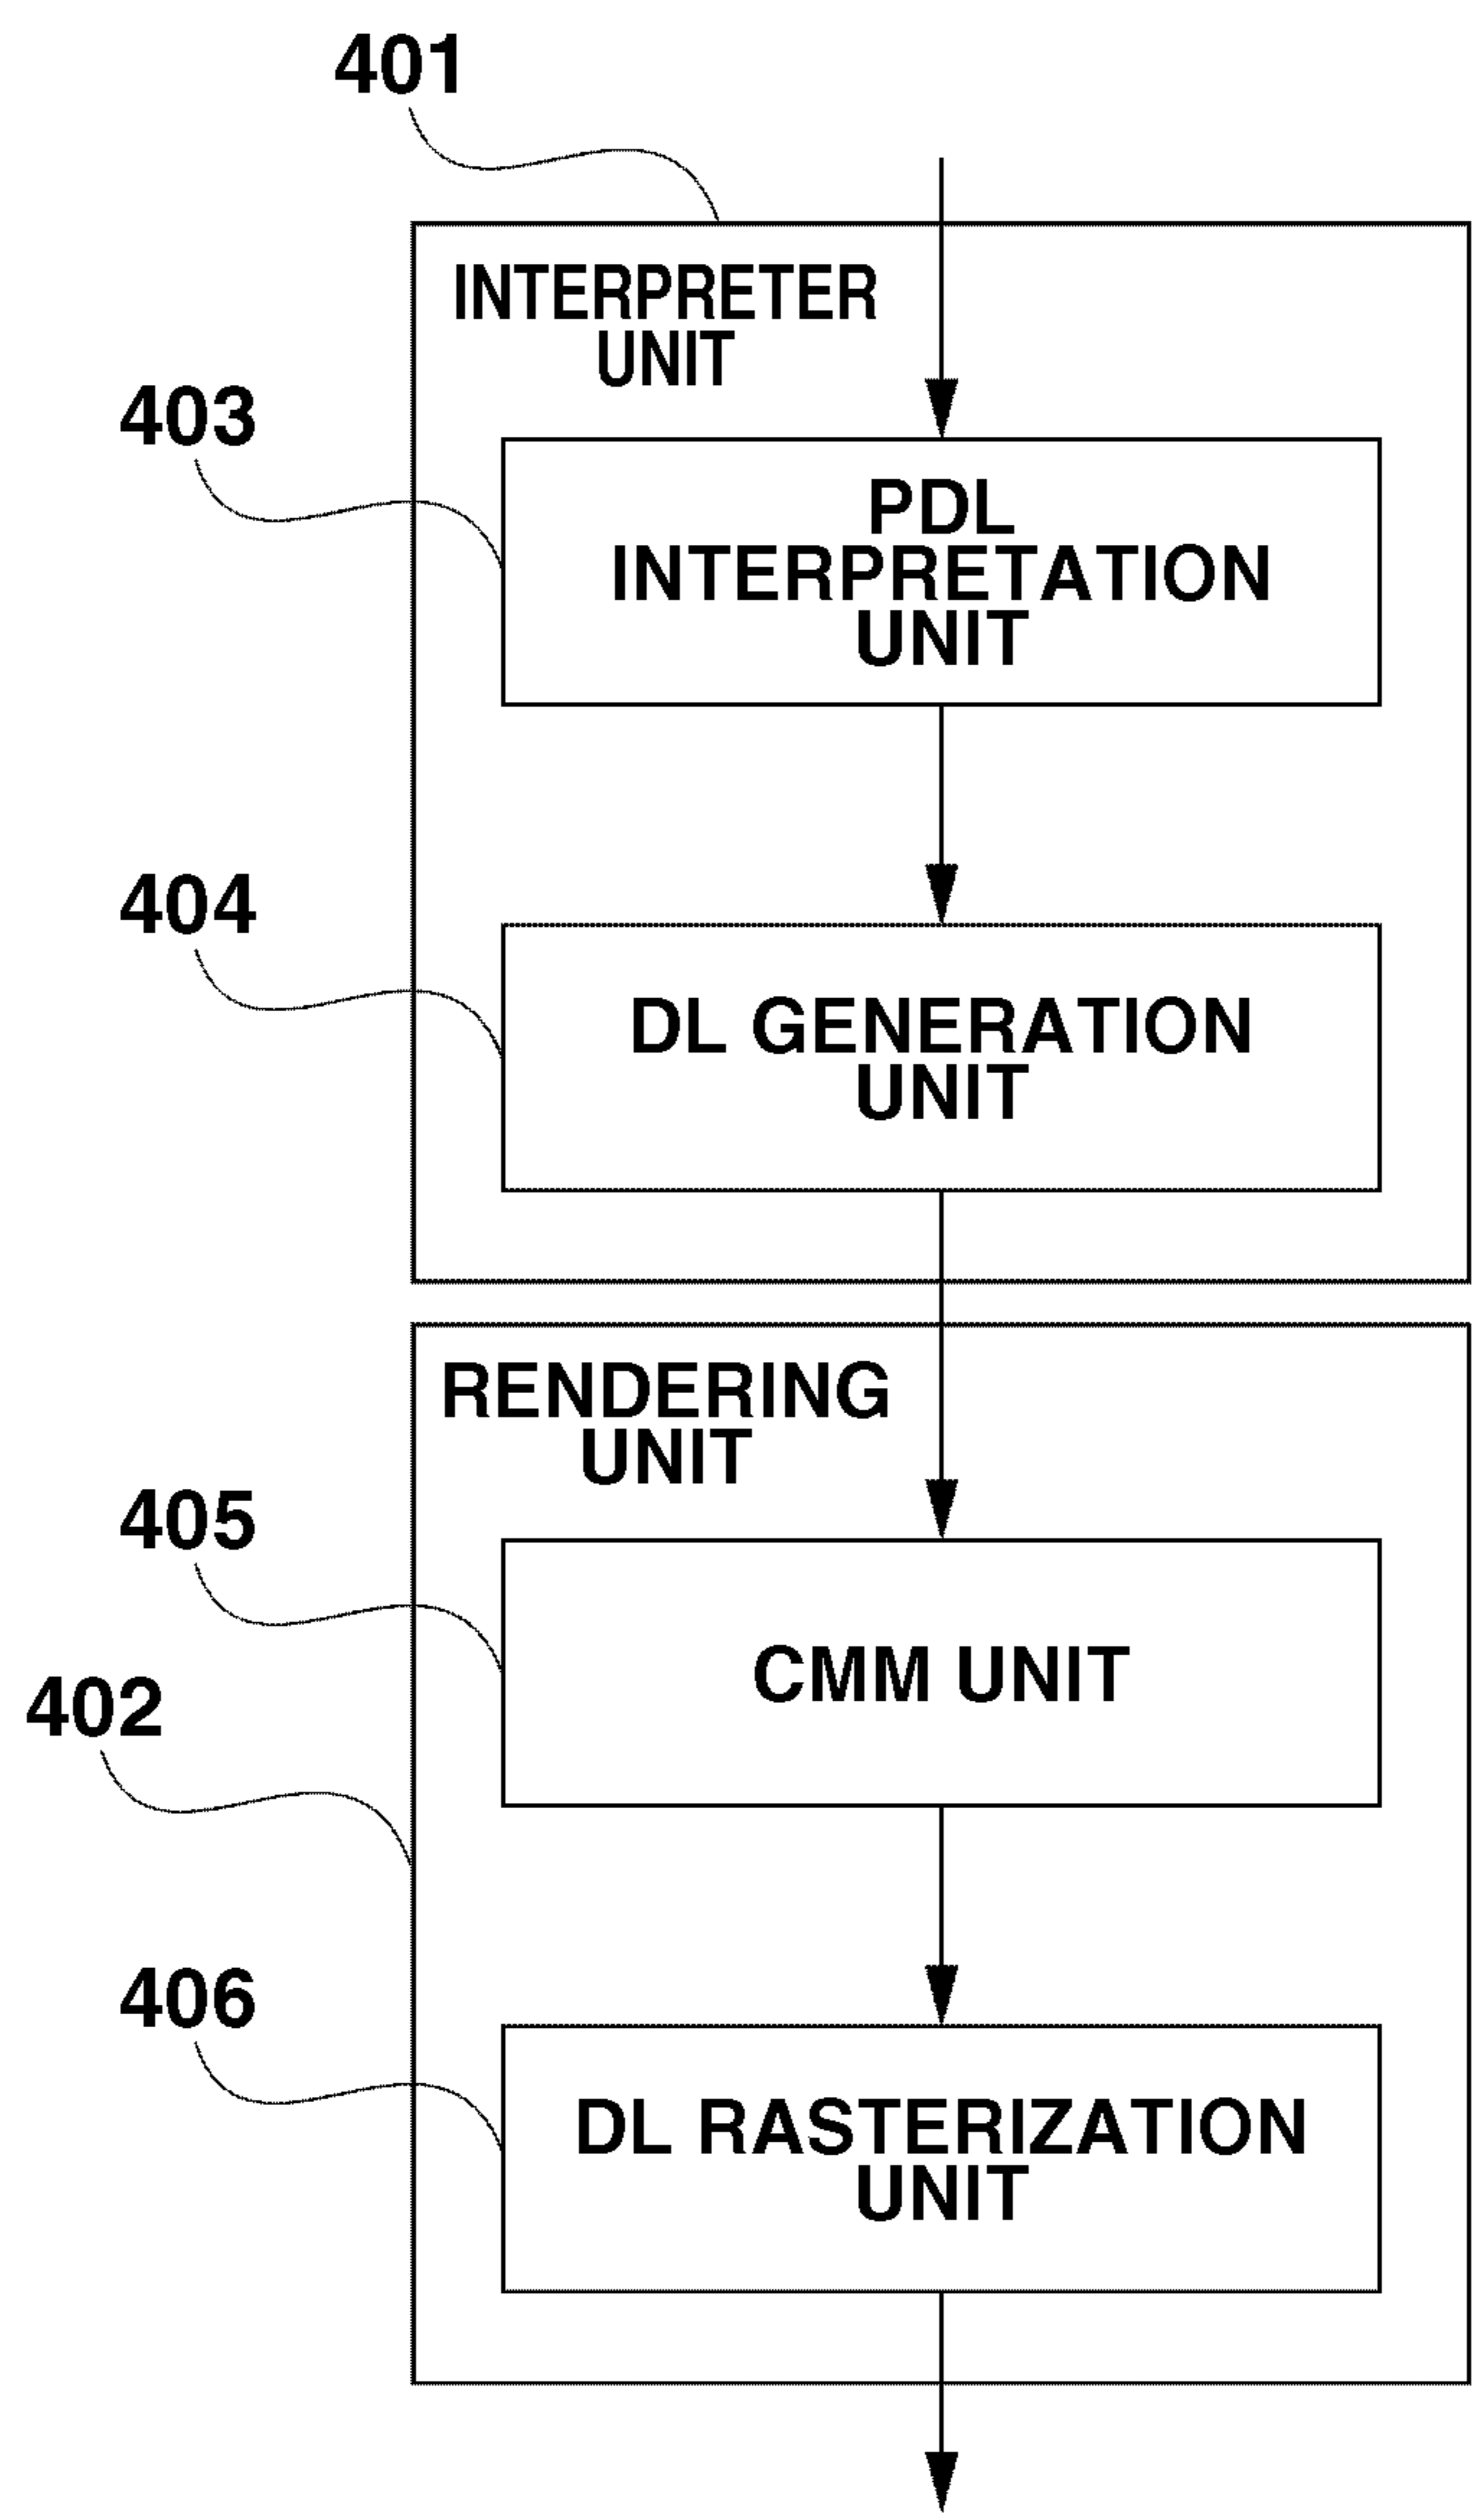 401
INTERPRETER
UNIT
403
PDL
INTERPRETATION
UNIT
404
DL GENERATION
UNIT
RENDERING
UNIT
405
CMM UNIT
402
406
DL RASTERIZATION
UNIT